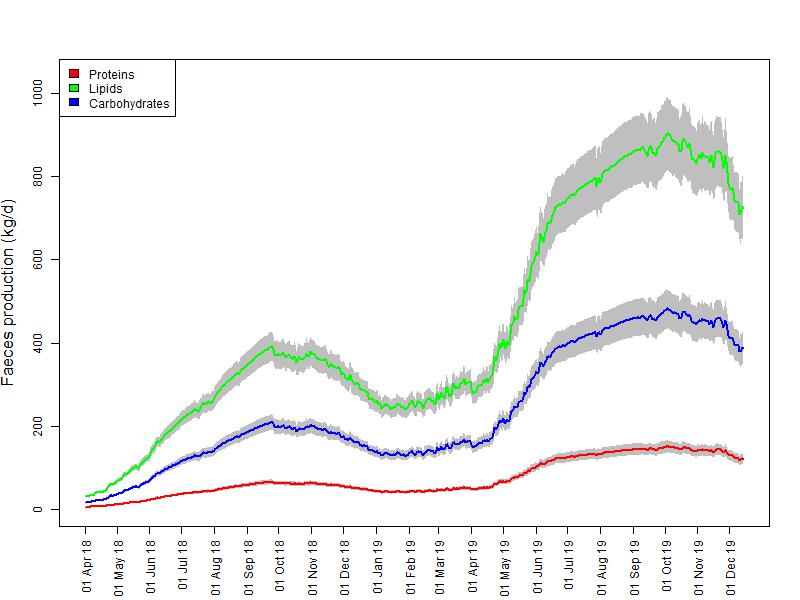 Proteins
Lipids
Carbohydrates
Faeces production (kg/d)
1000
800
600
400
200
0
01 Apr 18
01 May 18
01 Jun 18
01 Jul 18
01 Aug 18
01 Sep 18
01 Oct 18
01 Nov 18
01 Dec 18
01 Jan 19
01 Feb 19
01 Mar 19
01 Apr 19
01 May 19
01 Jun 19
01 Jul 19
01 Aug 19
01 Sep 19
01 Oct 19
01 Nov 19
01 Dec 19